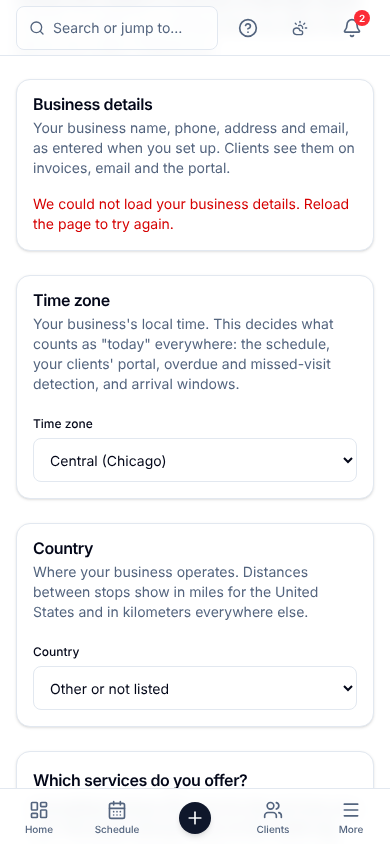 Search or jump to...
2
Business details
Your business name, phone, address and email,
as entered when you set up. Clients see them on
invoices, email and the portal.
We could not load your business details. Reload
the page to try again.
Time zone
Your business's local time. This decides what
counts as "today" everywhere: the schedule,
your clients' portal, overdue and missed-visit
detection, and arrival windows.
Time zone
Central (Chicago)
Country
Where your business operates. Distances
between stops show in miles for the United
States and in kilometers everywhere else.
Country
Other or not listed
Which services do you offer?
Home
Schedule
Clients
More